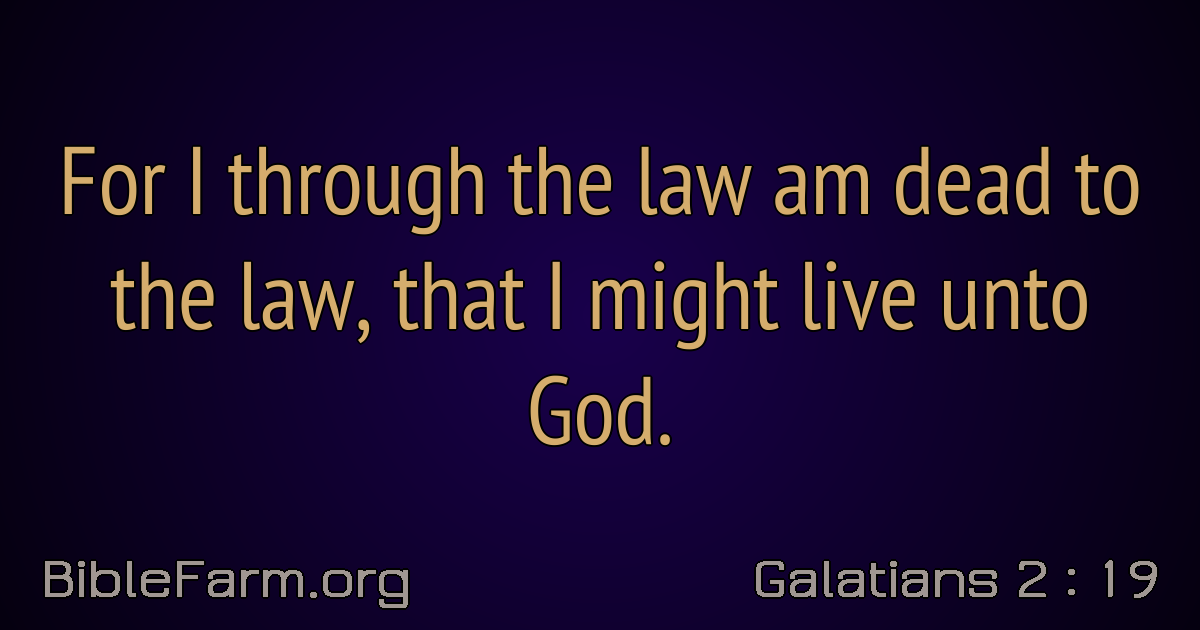 For I through the law am dead to
the law, that I might live unto
God.
BibleFarm.org
Galatians 2 : 19